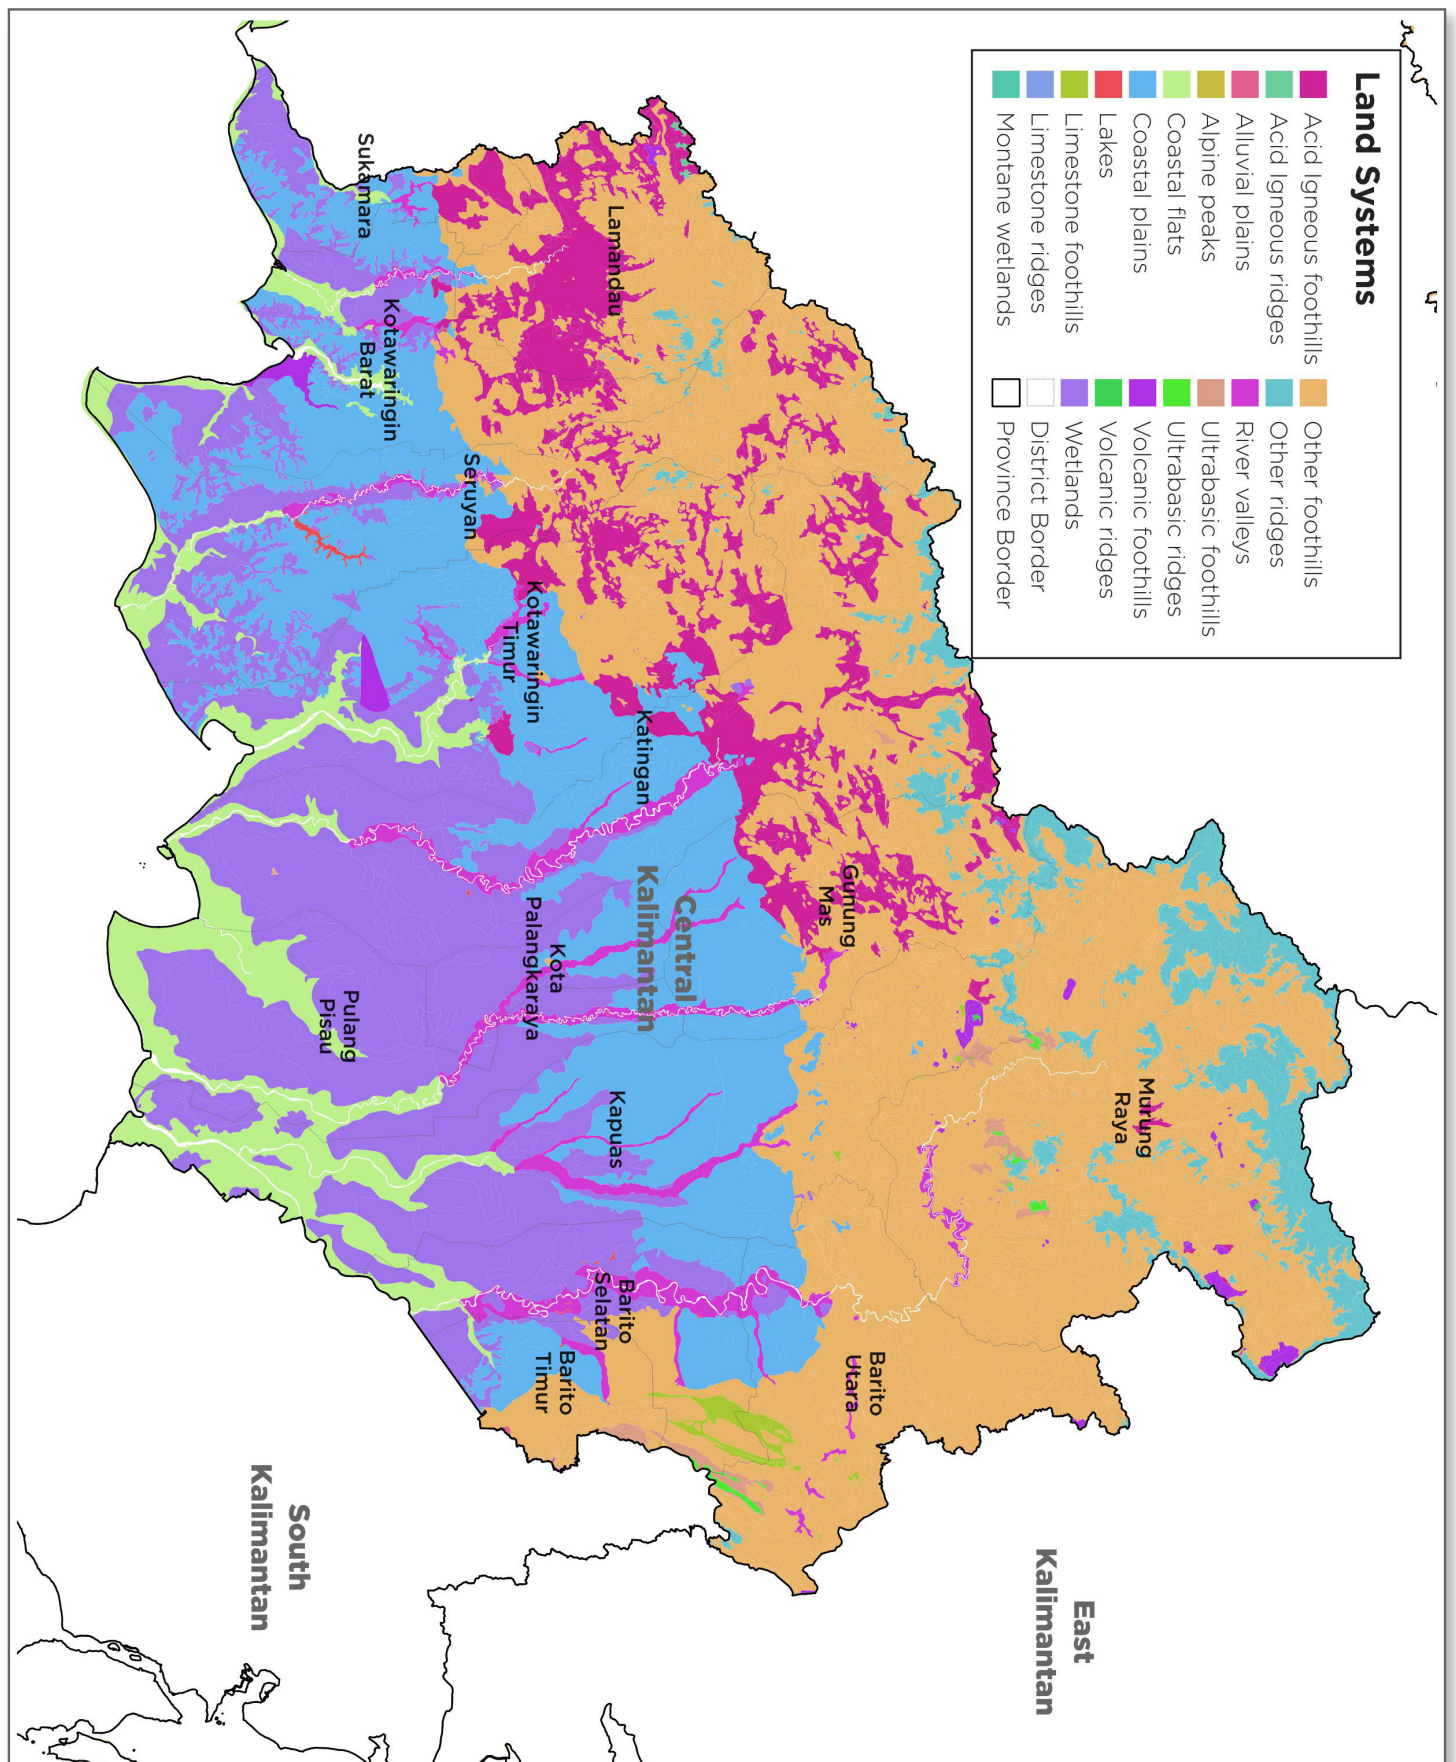 Land Systems
Acid Igneous foothills
Acid Igneous ridges
Alluvial plains
Alpine peaks
Coastal flats
Coastal plains
Lakes
Limestone foothills
Limestone ridges
Montane wetlands
Other foothills
Other ridges
River valleys
Ultrabasic foothills
Ultrabasic ridges
Volcanic foothills
Volcanic ridges
Wetlands
District Border
Province Border
Murung
Raya
East
Kalimantan
Gunung
Mas
Barito
Utara
Lamandau
Katingan
Central
Kalimantan
Kapuas
Barito
Selatan
Seruyan
Kotawaringin
Timur
Kota
Palangkaraya
Barito
Timur
Sukamara
Kotawaringin
Barat
Pulang
Pisau
South
Kalimantan